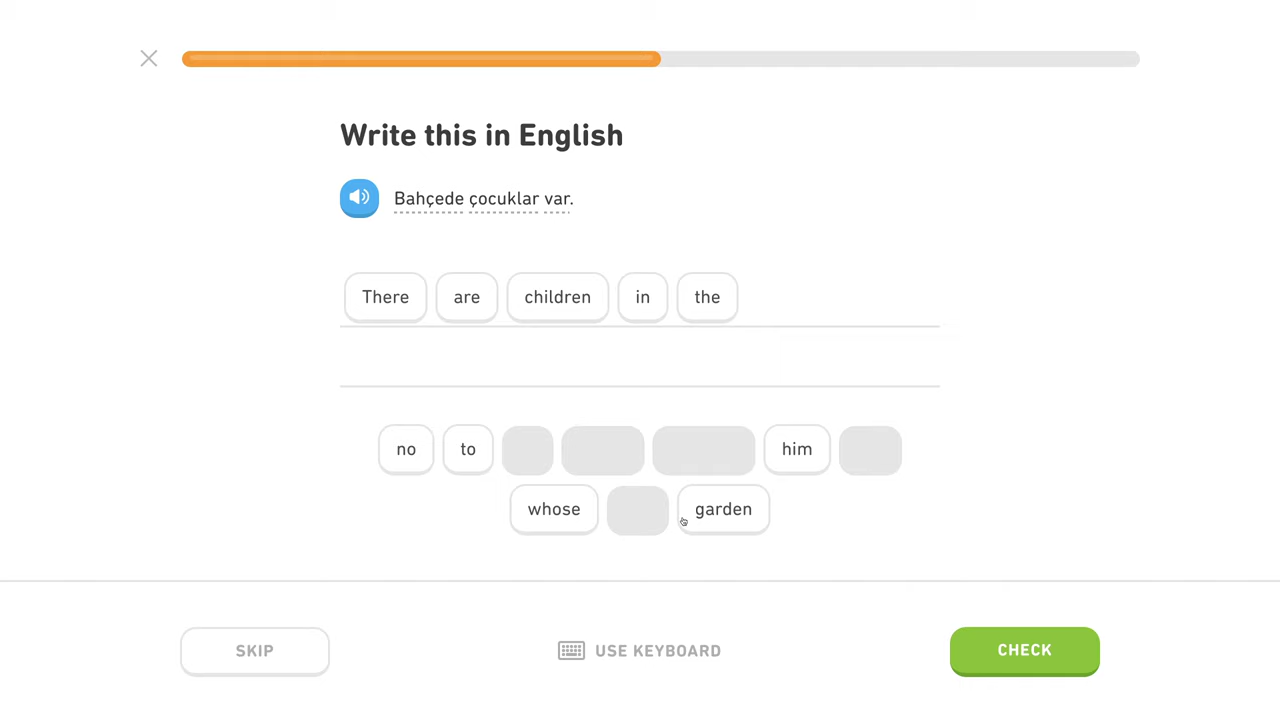 Write this in English
Bahçede çocuklar var.
There are children in the
no to him
whose garden
SKIP USE KEYBOARD CHECK